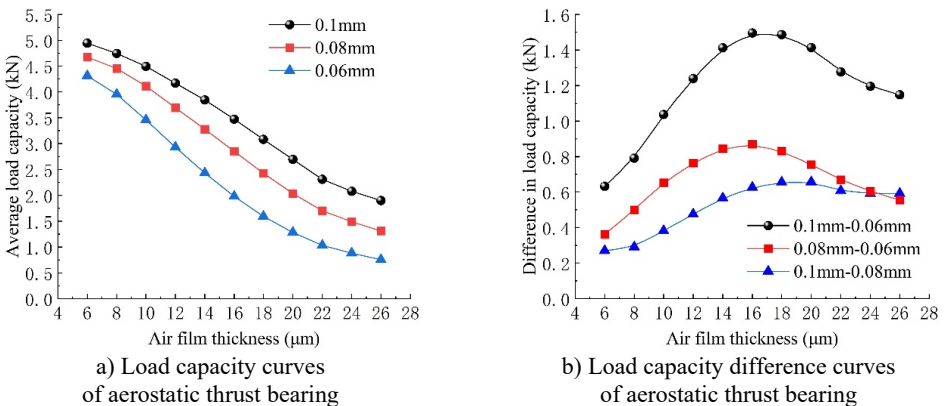 Average load capacity (kN)
5.5
5.0
4.5
4.0
3.5
3.0
2.5
2.0
1.5
1.0
0.5
0.0
0.1mm
0.08mm
0.06mm
4 6 8 10 12 14 16 18 20 22 24 26 28
Air film thickness (μm)
a) Load capacity curves
of aerostatic thrust bearing
Difference in load capacity (kN)
1.6
1.4
1.2
1.0
0.8
0.6
0.4
0.2
0.0
0.1mm-0.06mm
0.08mm-0.06mm
0.1mm-0.08mm
4 6 8 10 12 14 16 18 20 22 24 26 28
Air film thickness (μm)
b) Load capacity difference curves
of aerostatic thrust bearing